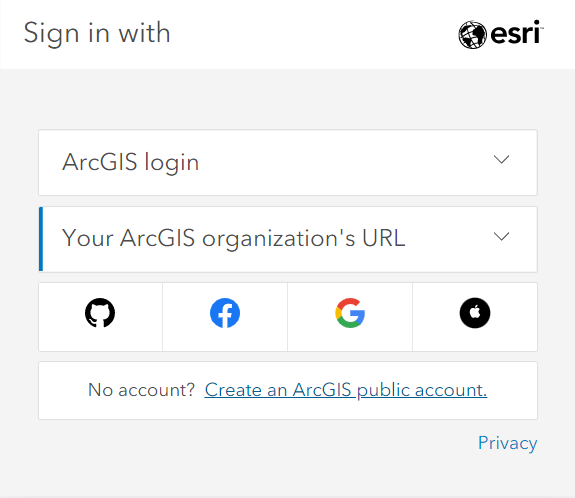 Sign in with
esri
ArcGIS login
Your ArcGIS organization's URL
No account? Create an ArcGIS public account.
Privacy